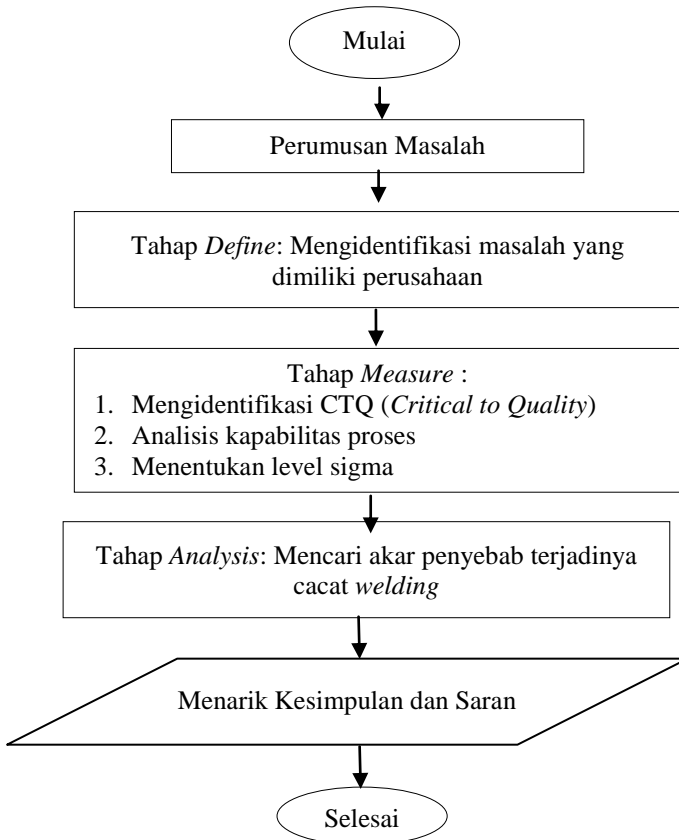 Mulai
Perumusan Masalah
Tahap Define: Mengidentifikasi masalah yang
dimiliki perusahaan
Tahap Measure :
1. Mengidentifikasi CTQ (Critical to Quality)
2. Analisis kapabilitas proses
3. Menentukan level sigma
Tahap Analysis: Mencari akar penyebab terjadinya
cacat welding
Menarik Kesimpulan dan Saran
Selesai